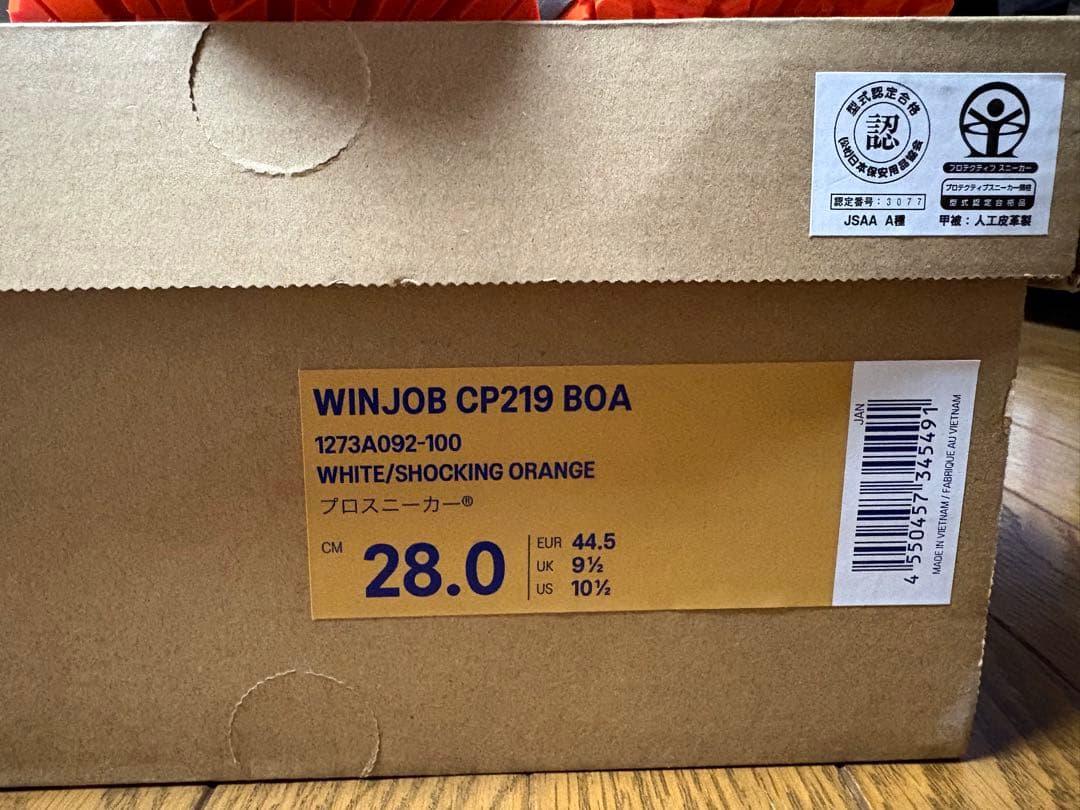 型式認定合格
認
(公社)日本保安用品協会
認定番号：3077
JSAA A種
プロテクティブ スニーカー
プロテクティブスニーカー規格
型式認定合格品
甲被：人工皮革製
WINJOB CP219 BOA
1273A092-100
WHITE/SHOCKING ORANGE
プロスニーカー®
CM 28.0
EUR 44.5
UK 9½
US 10½
JAN
4 550457 345491
MADE IN VIETNAM / FABRIQUE AU VIETNAM